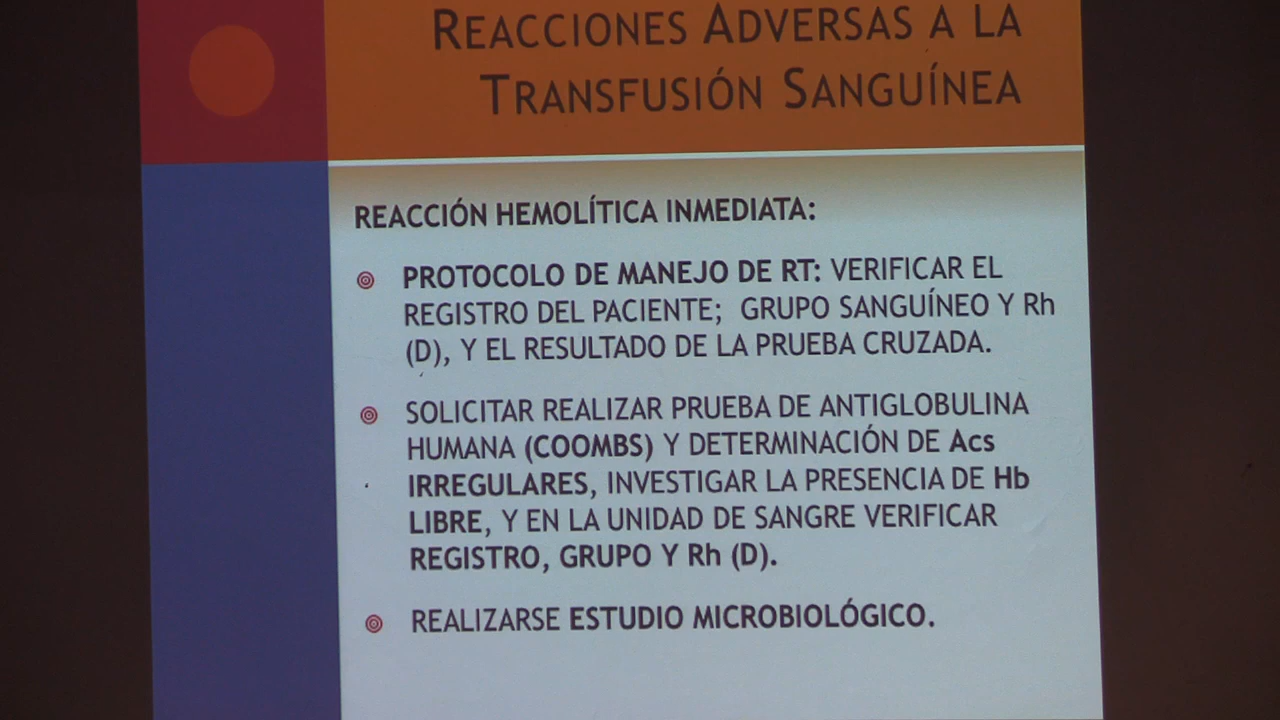 REACCIONES ADVERSAS A LA
TRANSFUSIÓN SANGUÍNEA
REACCIÓN HEMOLÍTICA INMEDIATA:
PROTOCOLO DE MANEJO DE RT: VERIFICAR EL
REGISTRO DEL PACIENTE; GRUPO SANGUÍNEO Y Rh
(D), Y EL RESULTADO DE LA PRUEBA CRUZADA.
SOLICITAR REALIZAR PRUEBA DE ANTIGLOBULINA
HUMANA (COOMBS) Y DETERMINACIÓN DE Acs
IRREGULARES, INVESTIGAR LA PRESENCIA DE Hb
LIBRE, Y EN LA UNIDAD DE SANGRE VERIFICAR
REGISTRO, GRUPO Y Rh (D).
REALIZARSE ESTUDIO MICROBIOLÓGICO.